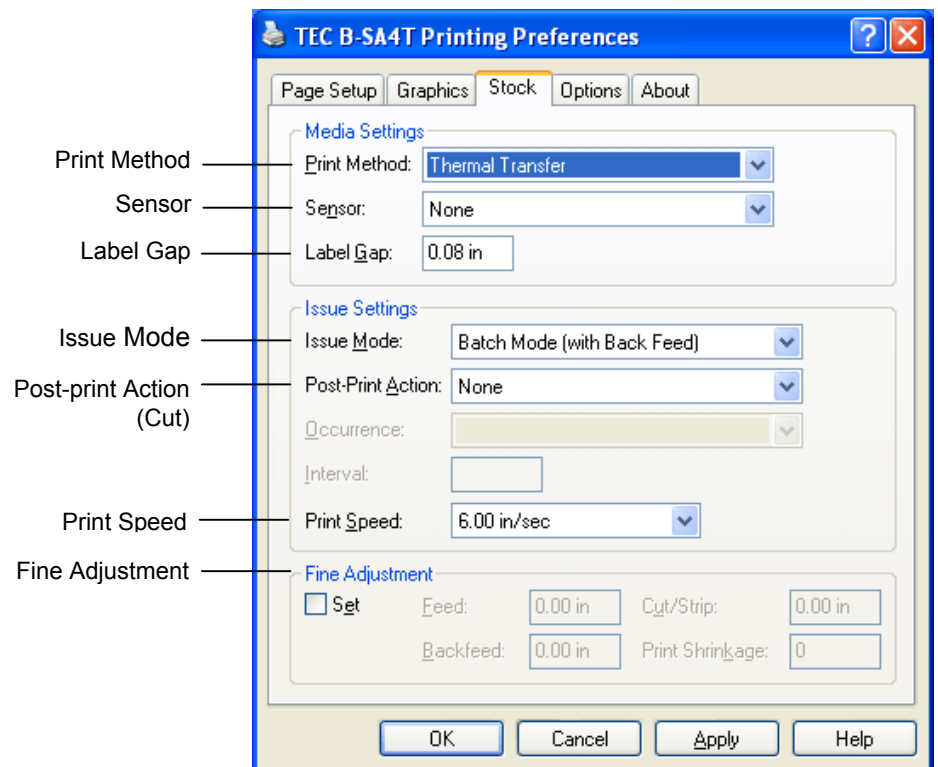 TEC B-SA4T Printing Preferences
Page Setup Graphics Stock Options About
Media Settings
Print Method Print Method: Thermal Transfer
Sensor Sensor: None
Label Gap Label Gap: 0.08 in
Issue Settings
Issue Mode Issue Mode: Batch Mode (with Back Feed)
Post-print Action (Cut) Post-Print Action: None
Occurrence:
Interval:
Print Speed Print Speed: 6.00 in/sec
Fine Adjustment Fine Adjustment
Set Feed: 0.00 in Cut/Strip: 0.00 in
Backfeed: 0.00 in Print Shrinkage: 0
OK Cancel Apply Help